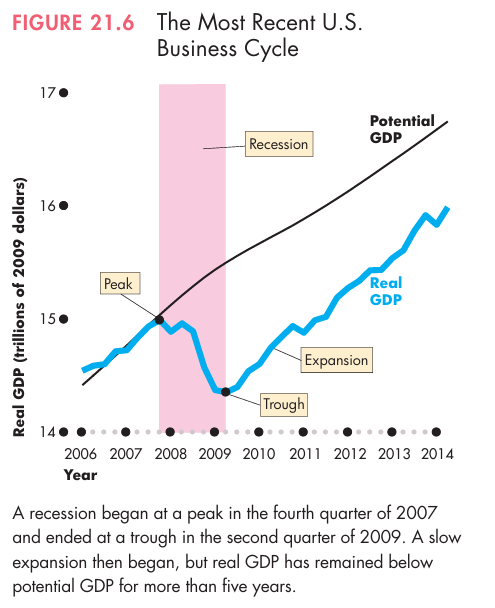 FIGURE 21.6 The Most Recent U.S.
Business Cycle
17
Potential
GDP
Recession
16
Real GDP (trillions of 2009 dollars)
Peak
Real
GDP
15
Expansion
Trough
14
2006 2007 2008 2009 2010 2011 2012 2013 2014
Year
A recession began at a peak in the fourth quarter of 2007
and ended at a trough in the second quarter of 2009. A slow
expansion then began, but real GDP has remained below
potential GDP for more than five years.